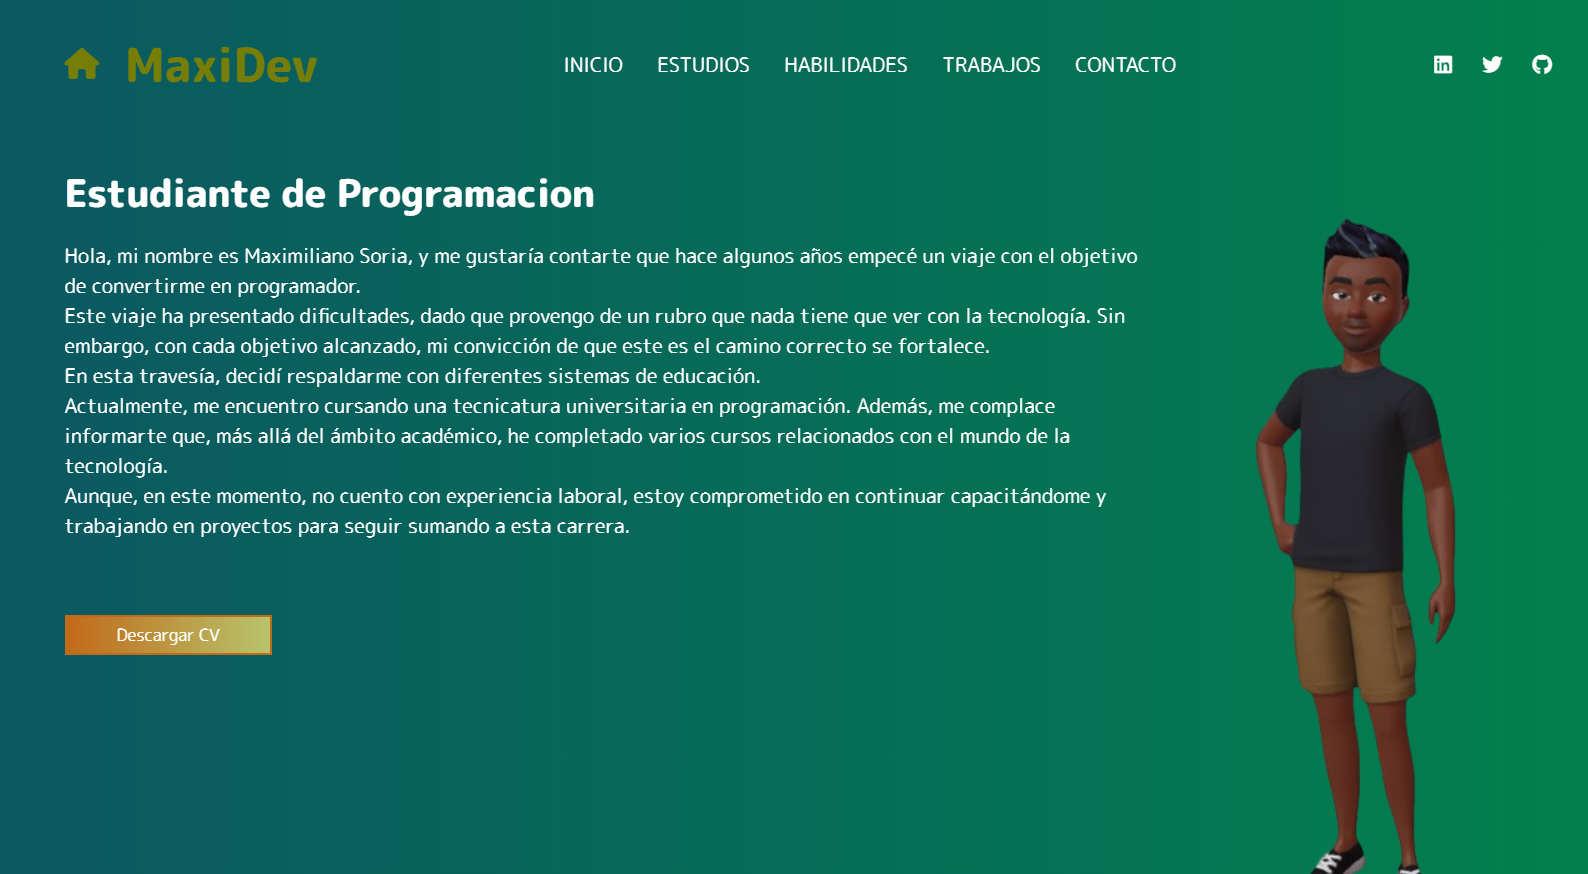 MaxiDev
INICIO ESTUDIOS HABILIDADES TRABAJOS CONTACTO
Estudiante de Programacion
Hola, mi nombre es Maximiliano Soria, y me gustaría contarte que hace algunos años empecé un viaje con el objetivo
de convertirme en programador.
Este viaje ha presentado dificultades, dado que provengo de un rubro que nada tiene que ver con la tecnología. Sin
embargo, con cada objetivo alcanzado, mi convicción de que este es el camino correcto se fortalece.
En esta travesía, decidí respaldarme con diferentes sistemas de educación.
Actualmente, me encuentro cursando una tecnicatura universitaria en programación. Además, me complace
informarte que, más allá del ámbito académico, he completado varios cursos relacionados con el mundo de la
tecnología.
Aunque, en este momento, no cuento con experiencia laboral, estoy comprometido en continuar capacitándome y
trabajando en proyectos para seguir sumando a esta carrera.
Descargar CV